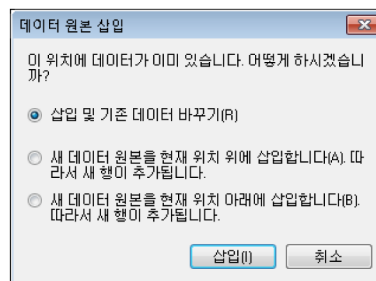 데이터 원본 삽입
이 위치에 데이터가 이미 있습니다. 어떻게 하시겠습니
까?
삽입 및 기존 데이터 바꾸기(R)
새 데이터 원본을 현재 위치 위에 삽입합니다(A). 따
라서 새 행이 추가됩니다.
새 데이터 원본을 현재 위치 아래에 삽입합니다(B).
따라서 새 행이 추가됩니다.
삽입(I) 취소